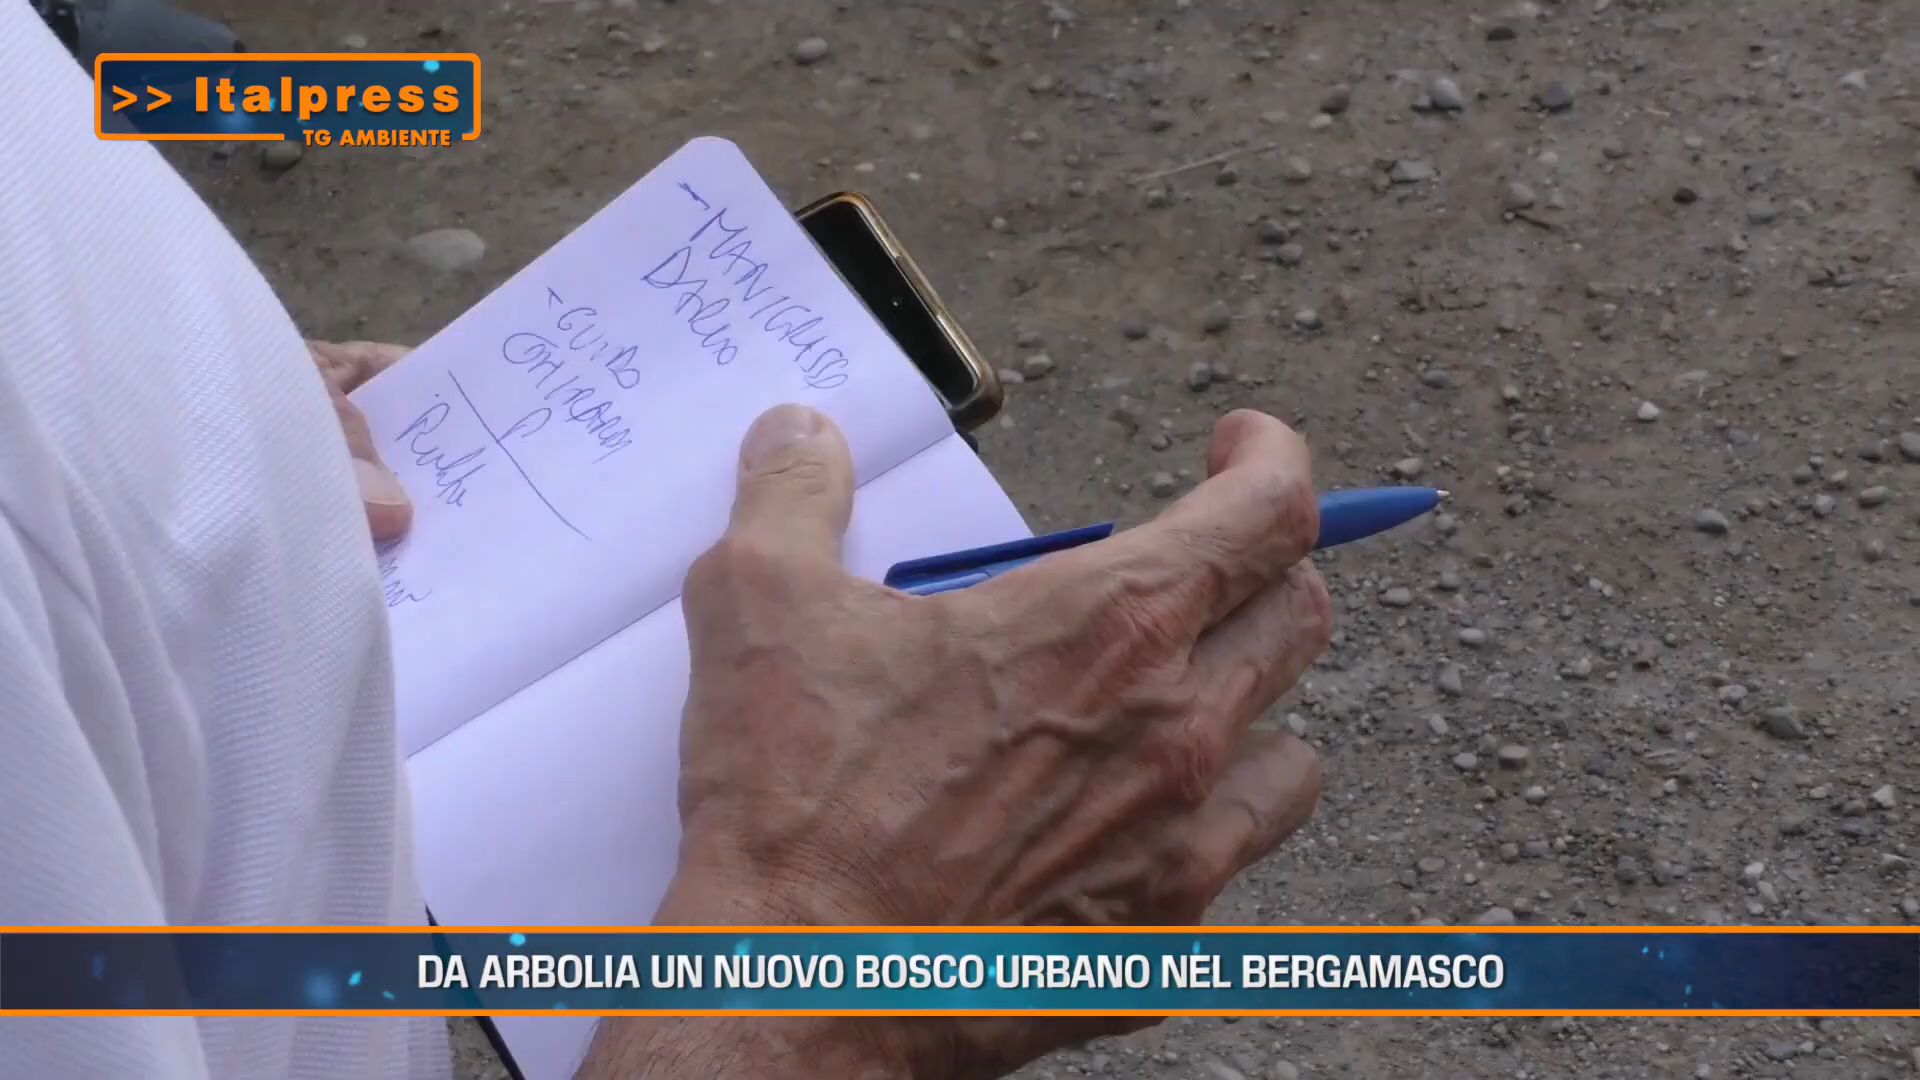 >> Italpress
TG AMBIENTE
- MANIGRASSO
DARIO
- GUIDO
DA ARBOLIA UN NUOVO BOSCO URBANO NEL BERGAMASCO